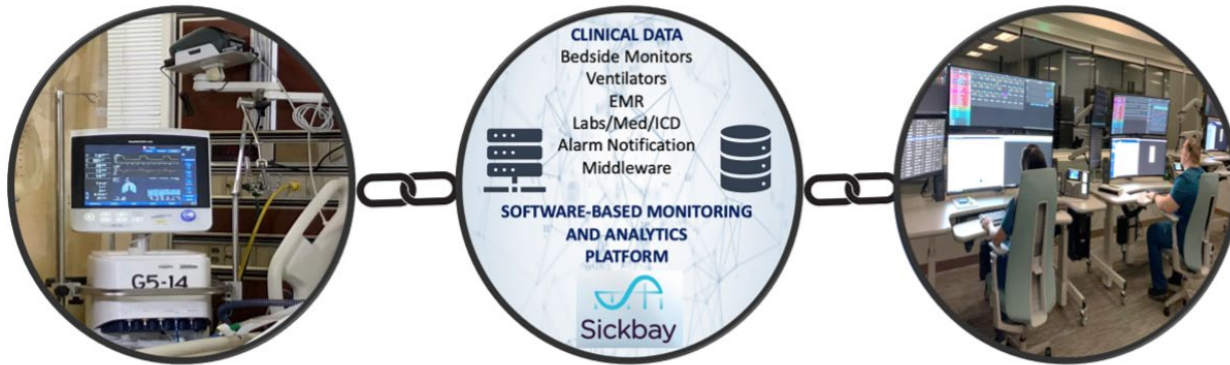 G5-14
CLINICAL DATA
Bedside Monitors
Ventilators
EMR
Labs/Med/ICD
Alarm Notification
Middleware
SOFTWARE-BASED MONITORING
AND ANALYTICS
PLATFORM
Sickbay